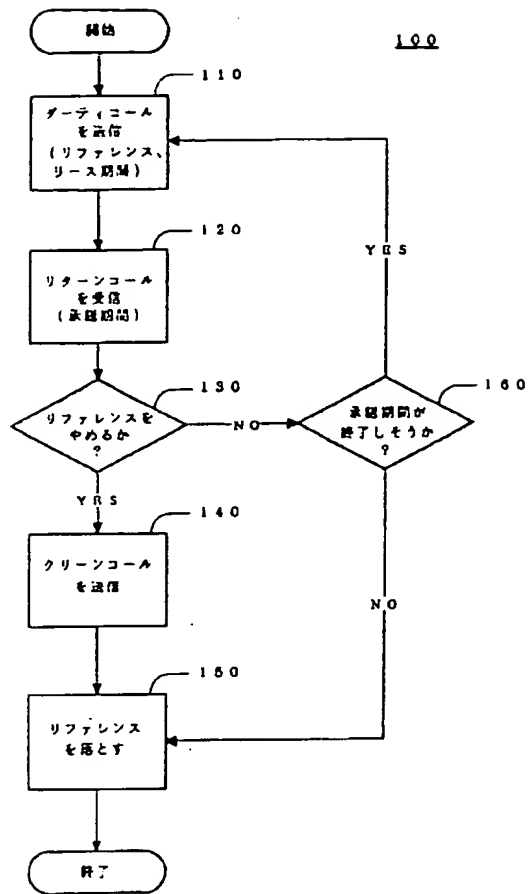 開始
100
110
ダーティコール
を送信
(リファレンス、
リース期間)
120
リターンコール
を受信
(承認期間)
130
リファレンスを
やめるか
?
NO
YES
160
承認期間が
終了しそうか
?
YES
NO
140
クリーンコール
を送信
150
リファレンス
を落とす
終了